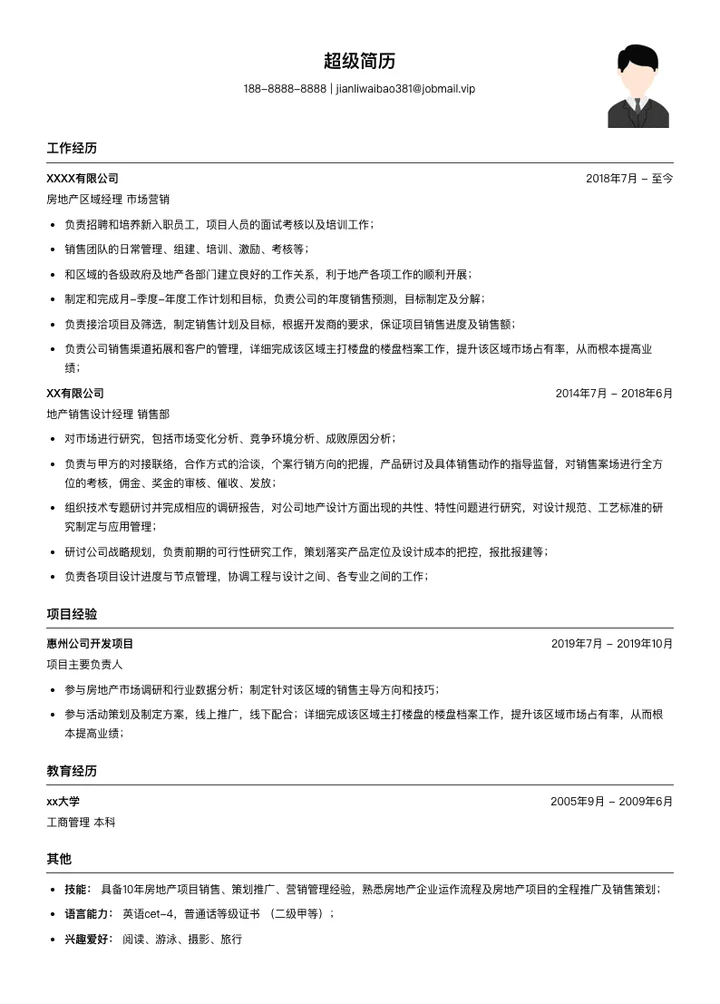 超级简历
188-8888-8888 | jianliwaibao381@jobmail.vip
工作经历
XXXX有限公司 2018年7月 – 至今
房地产区域经理 市场营销
• 负责招聘和培养新入职员工，项目人员的面试考核以及培训工作；
• 销售团队的日常管理、组建、培训、激励、考核等；
• 和区域的各级政府及地产各部门建立良好的工作关系，利于地产各项工作的顺利开展；
• 制定和完成月–季度–年度工作计划和目标，负责公司的年度销售预测，目标制定及分解；
• 负责接洽项目及筛选，制定销售计划及目标，根据开发商的要求，保证项目销售进度及销售额；
• 负责公司销售渠道拓展和客户的管理，详细完成该区域主打楼盘的楼盘档案工作，提升该区域市场占有率，从而根本提高业
绩；
XX有限公司 2014年7月 – 2018年6月
地产销售设计经理 销售部
• 对市场进行研究，包括市场变化分析、竞争环境分析、成败原因分析；
• 负责与甲方的对接联络，合作方式的洽谈，个案行销方向的把握，产品研讨及具体销售动作的指导监督，对销售案场进行全方
位的考核，佣金、奖金的审核、催收、发放；
• 组织技术专题研讨并完成相应的调研报告，对公司地产设计方面出现的共性、特性问题进行研究，对设计规范、工艺标准的研
究制定与应用管理；
• 研讨公司战略规划，负责前期的可行性研究工作，策划落实产品定位及设计成本的把控，报批报建等；
• 负责各项目设计进度与节点管理，协调工程与设计之间、各专业之间的工作；
项目经验
惠州公司开发项目 2019年7月 – 2019年10月
项目主要负责人
• 参与房地产市场调研和行业数据分析；制定针对该区域的销售主导方向和技巧；
• 参与活动策划及制定方案，线上推广，线下配合；详细完成该区域主打楼盘的楼盘档案工作，提升该区域市场占有率，从而根
本提高业绩；
教育经历
xx大学 2005年9月 – 2009年6月
工商管理 本科
其他
• 技能： 具备10年房地产项目销售、策划推广、营销管理经验，熟悉房地产企业运作流程及房地产项目的全程推广及销售策划；
• 语言能力： 英语cet–4，普通话等级证书 （二级甲等）；
• 兴趣爱好： 阅读、游泳、摄影、旅行